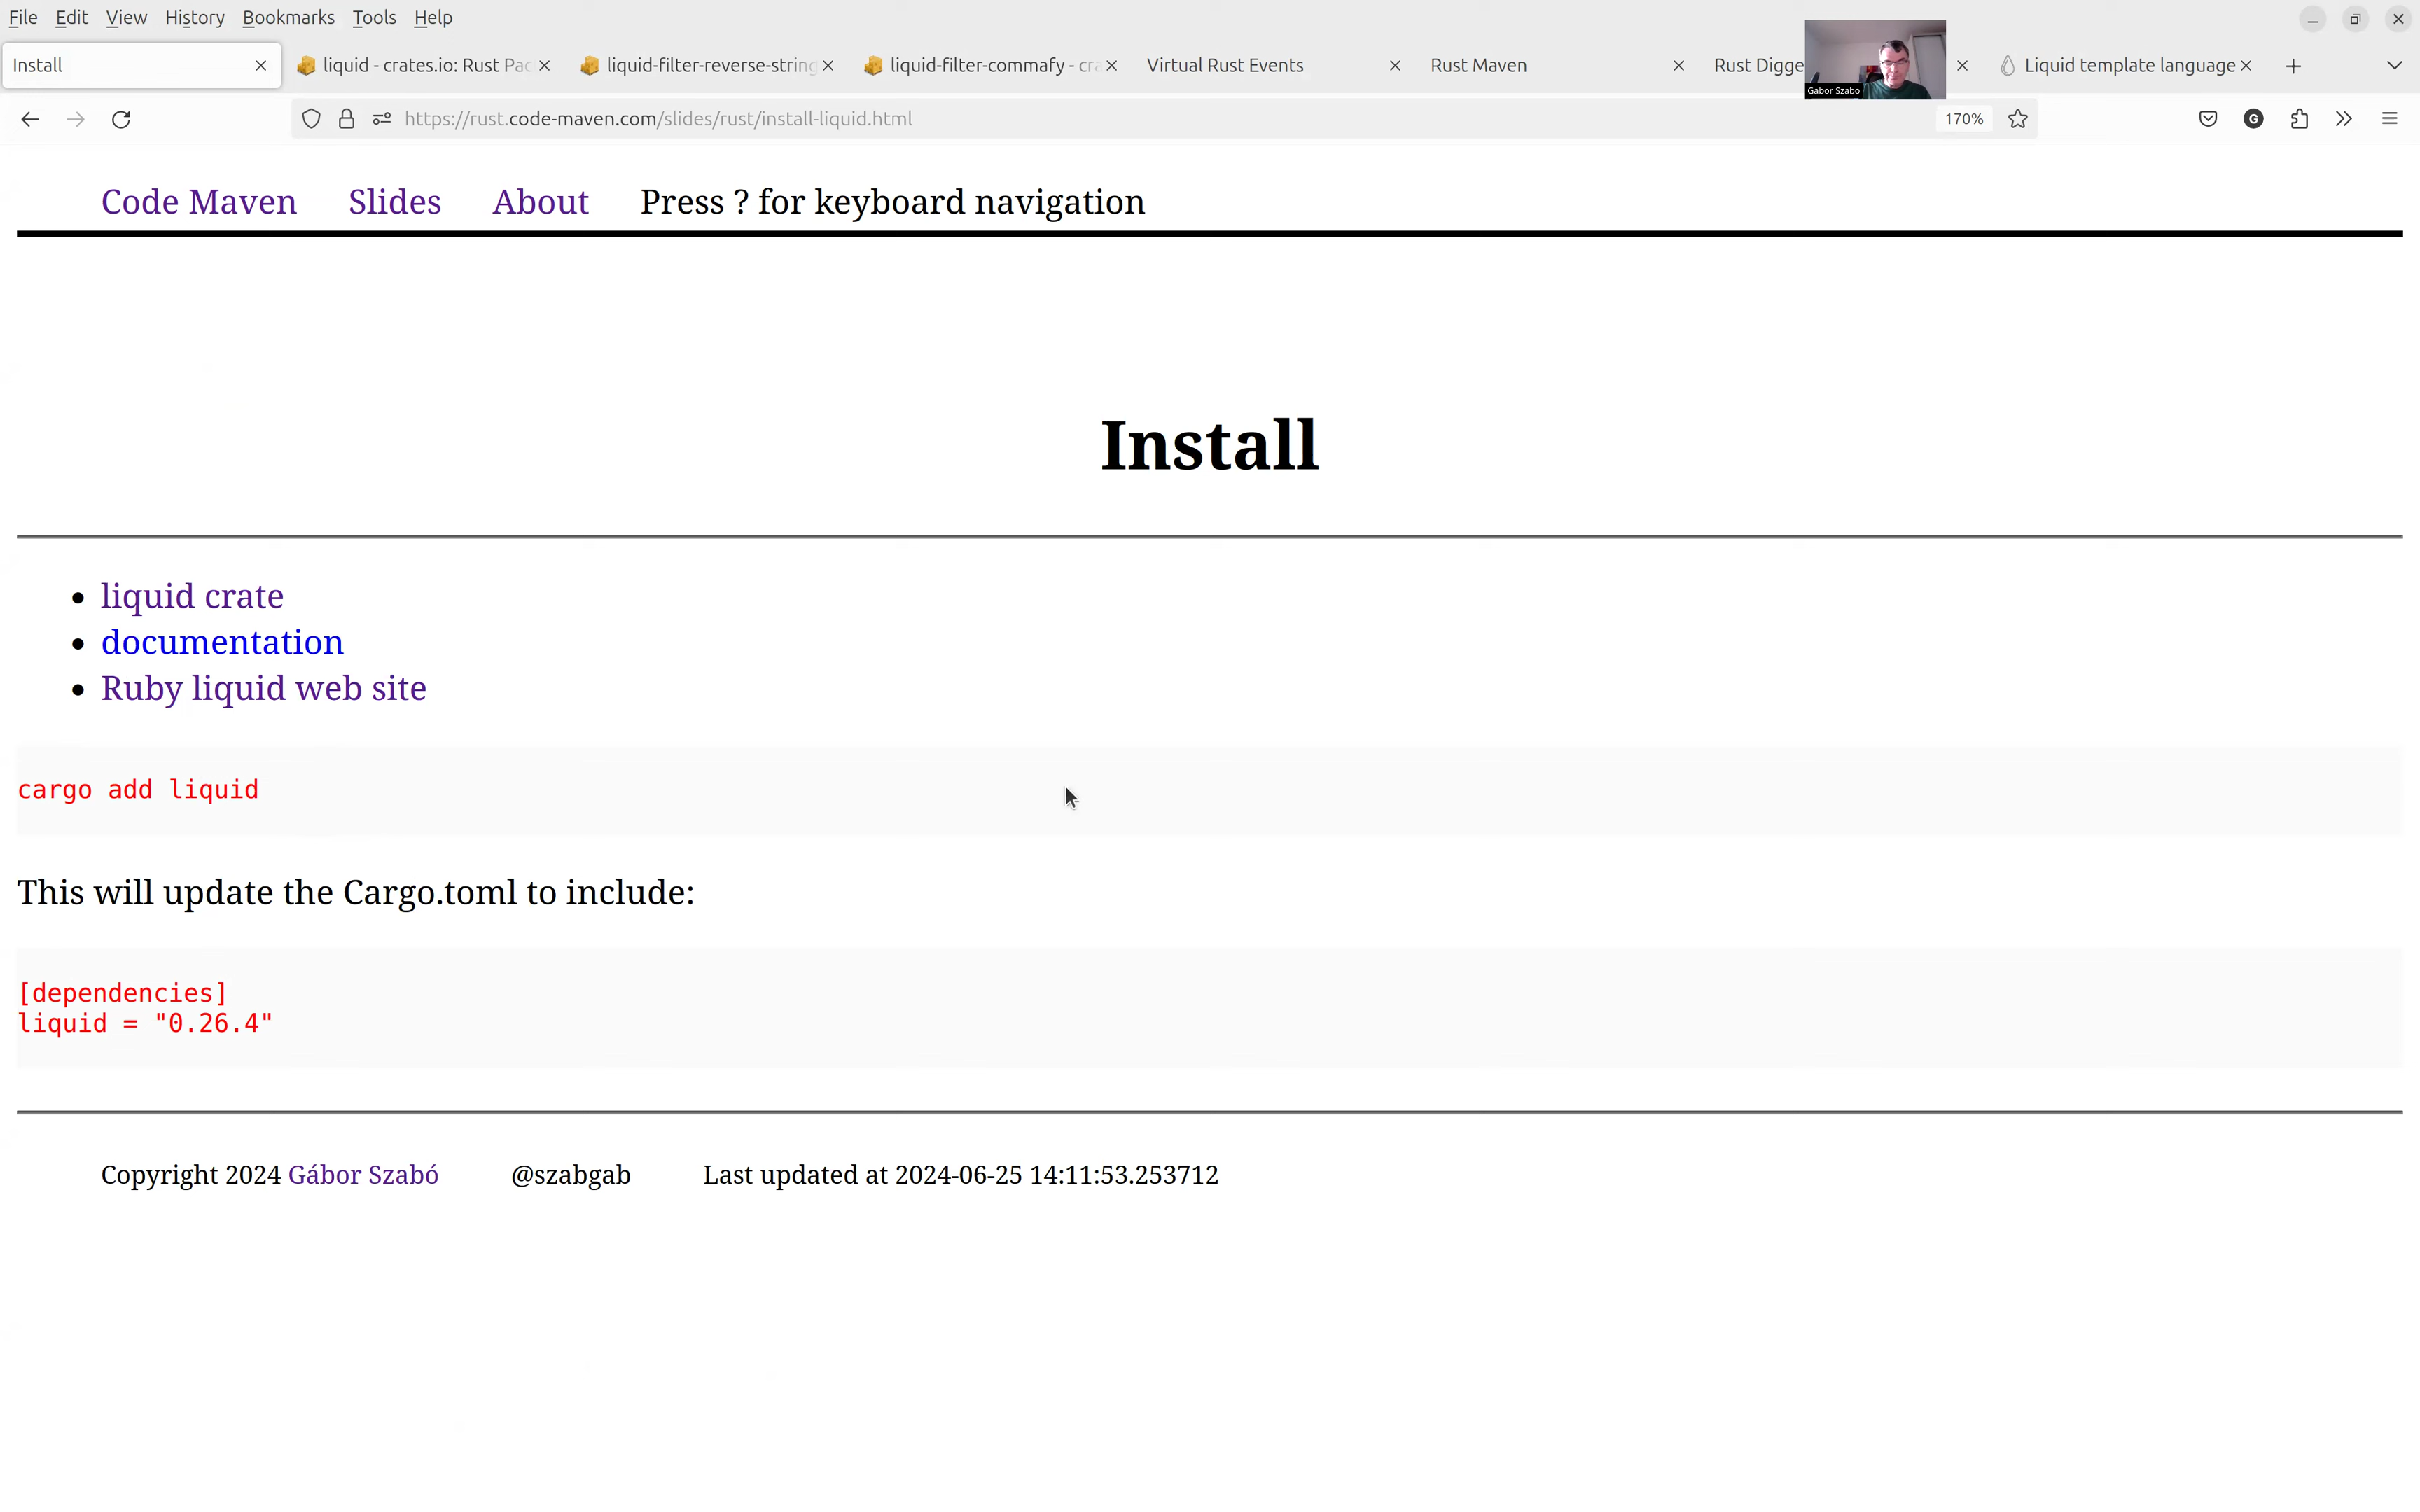 File Edit View History Bookmarks Tools Help
Install
liquid - crates.io: Rust Pac
liquid-filter-reverse-string
liquid-filter-commafy - cra
Virtual Rust Events
Rust Maven
Rust Digge
Liquid template language
Gabor Szabo
https://rust.code-maven.com/slides/rust/install-liquid.html
170%
G
Code Maven Slides About Press ? for keyboard navigation
Install
liquid crate
documentation
Ruby liquid web site
cargo add liquid
This will update the Cargo.toml to include:
[dependencies]
liquid = "0.26.4"
Copyright 2024 Gábor Szabó @szabgab Last updated at 2024-06-25 14:11:53.253712